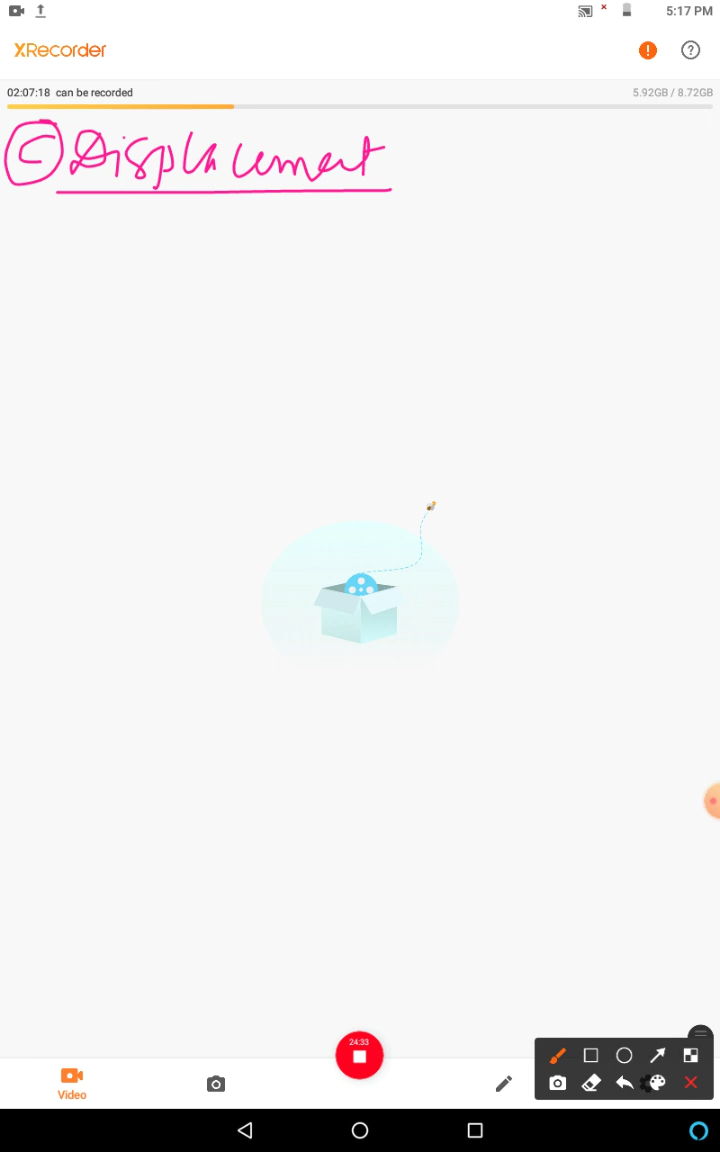 5:17 PM
XRecorder
02:07:18 can be recorded
5.92GB / 8.72GB
C Displacement
24:33
Video